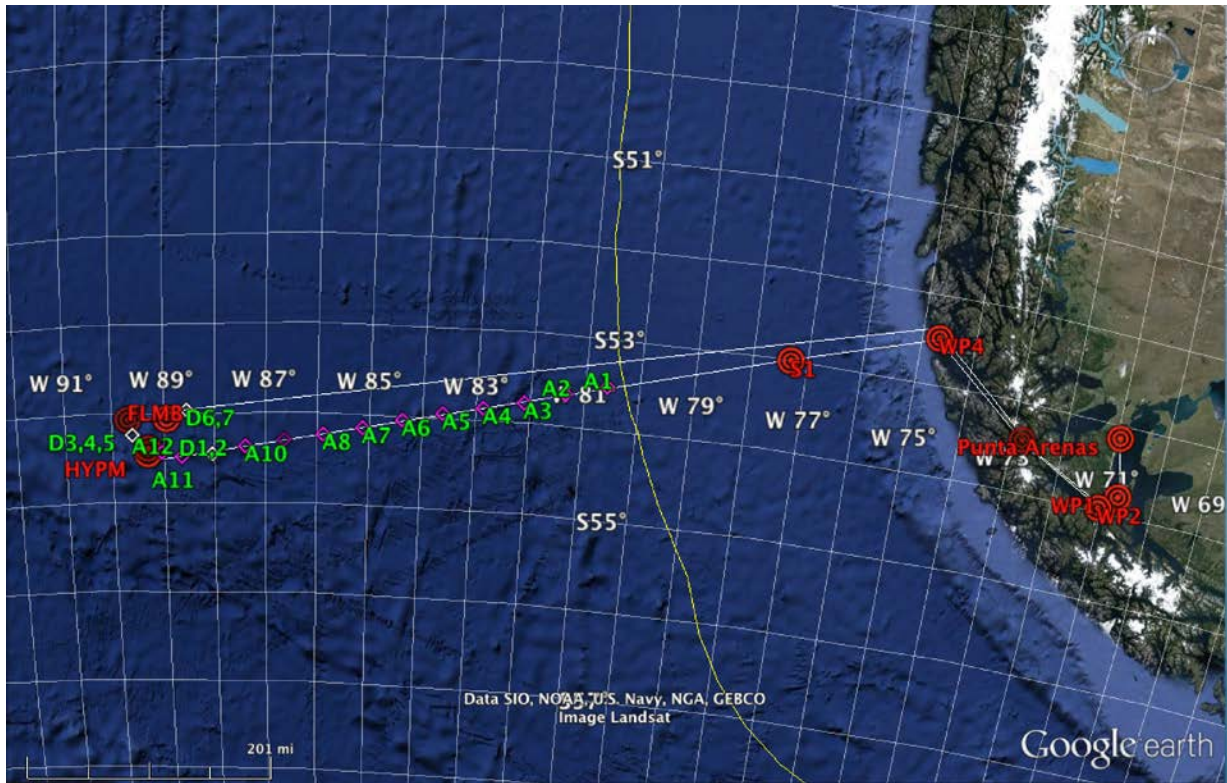 N
S51°
S53°
W 91°
W 89°
W 87°
W 85°
W 83°
81
W 79°
W 77°
W 75°
W 73
W 71°
W 69
WP4
S1
A1
A2
A3
A4
A5
A6
A7
A8
A10
FLMB
D6,7
D3,4,5
A12
D1,2
HYPM
A11
Punta Arenas
WP1
WP2
S55°
S57°
Data SIO, NOAA, U.S. Navy, NGA, GEBCO
Image Landsat
201 mi
Google earth